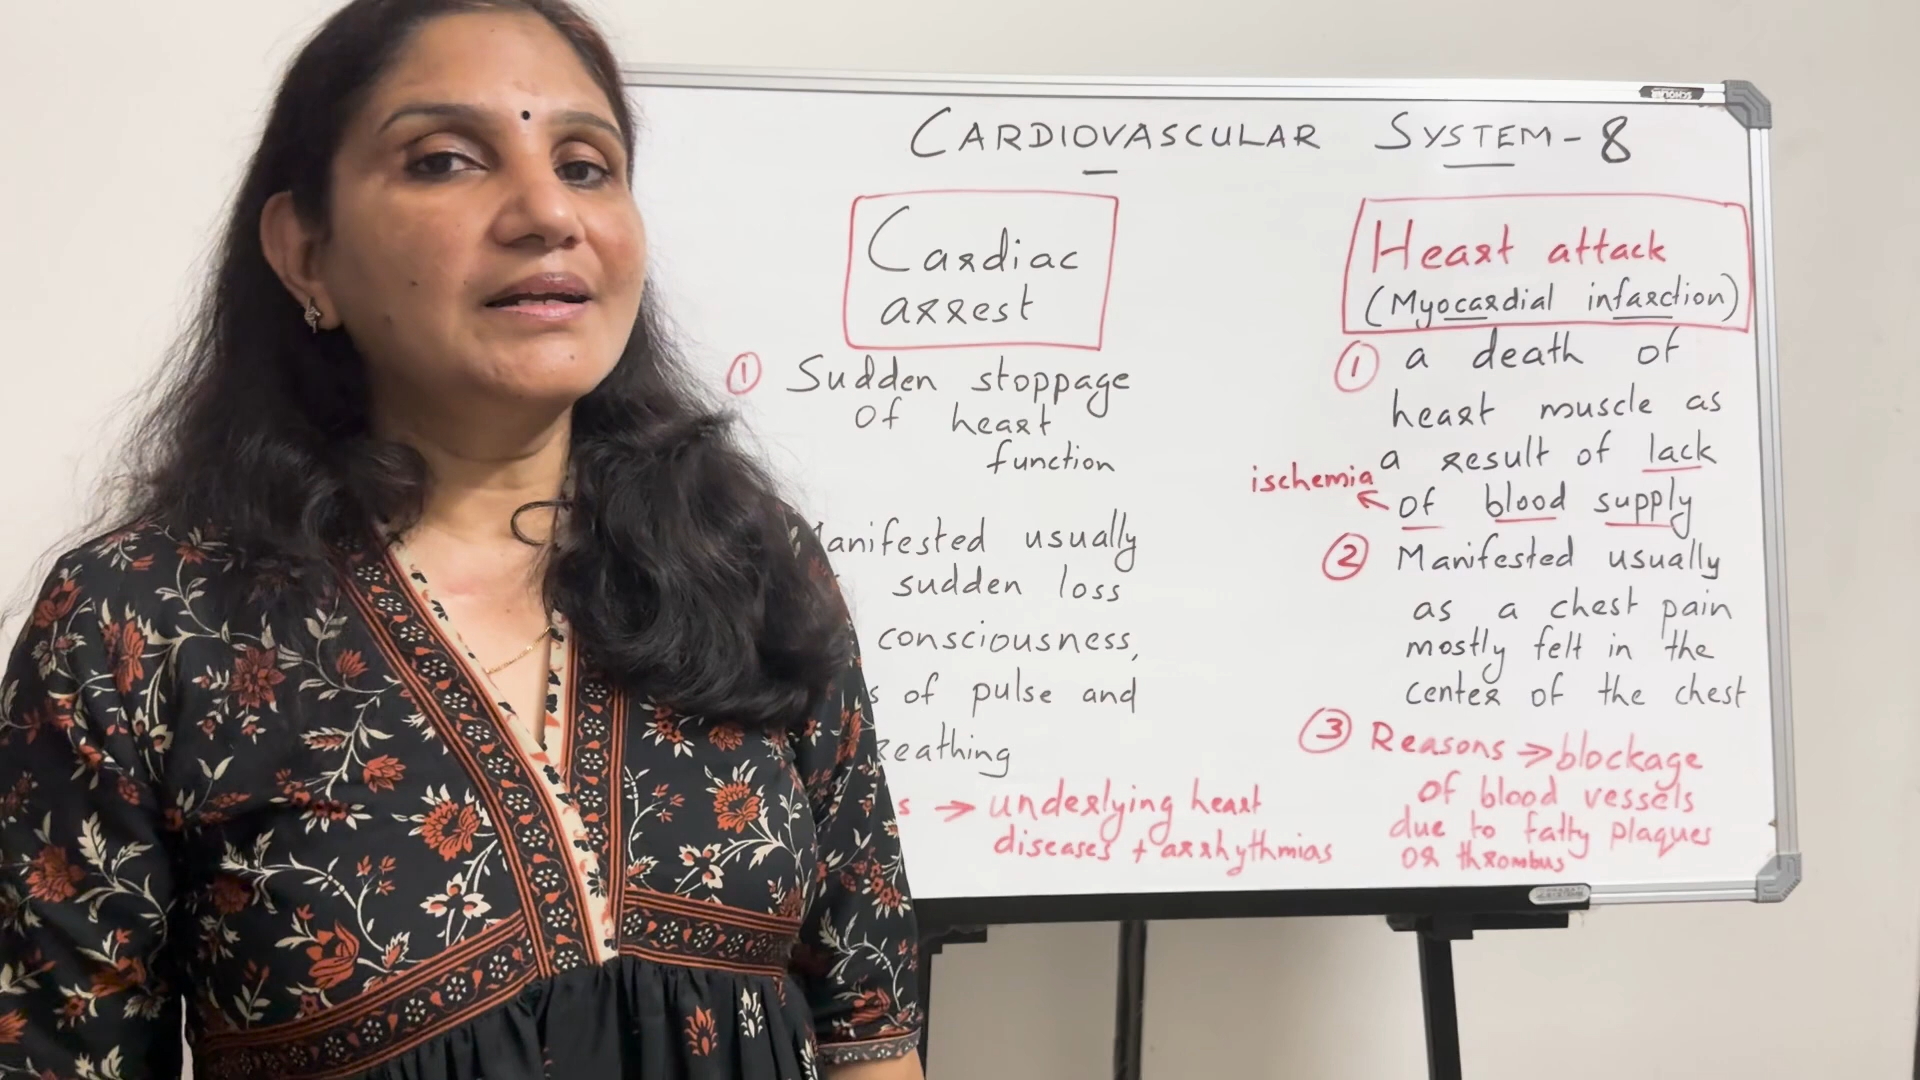 CARDIOVASCULAR SYSTEM - 8
Cardiac
arrest
① Sudden stoppage
of heart
function
Manifested usually
sudden loss
consciousness,
of pulse and
breathing
→ underlying heart
diseases + arrhythmias
Heart attack
(Myocardial infarction)
① a death of
heart muscle as
a result of lack
ischemia ← of blood supply
② Manifested usually
as a chest pain
mostly felt in the
center of the chest
③ Reasons → blockage
of blood vessels
due to fatty plaques
or thrombus